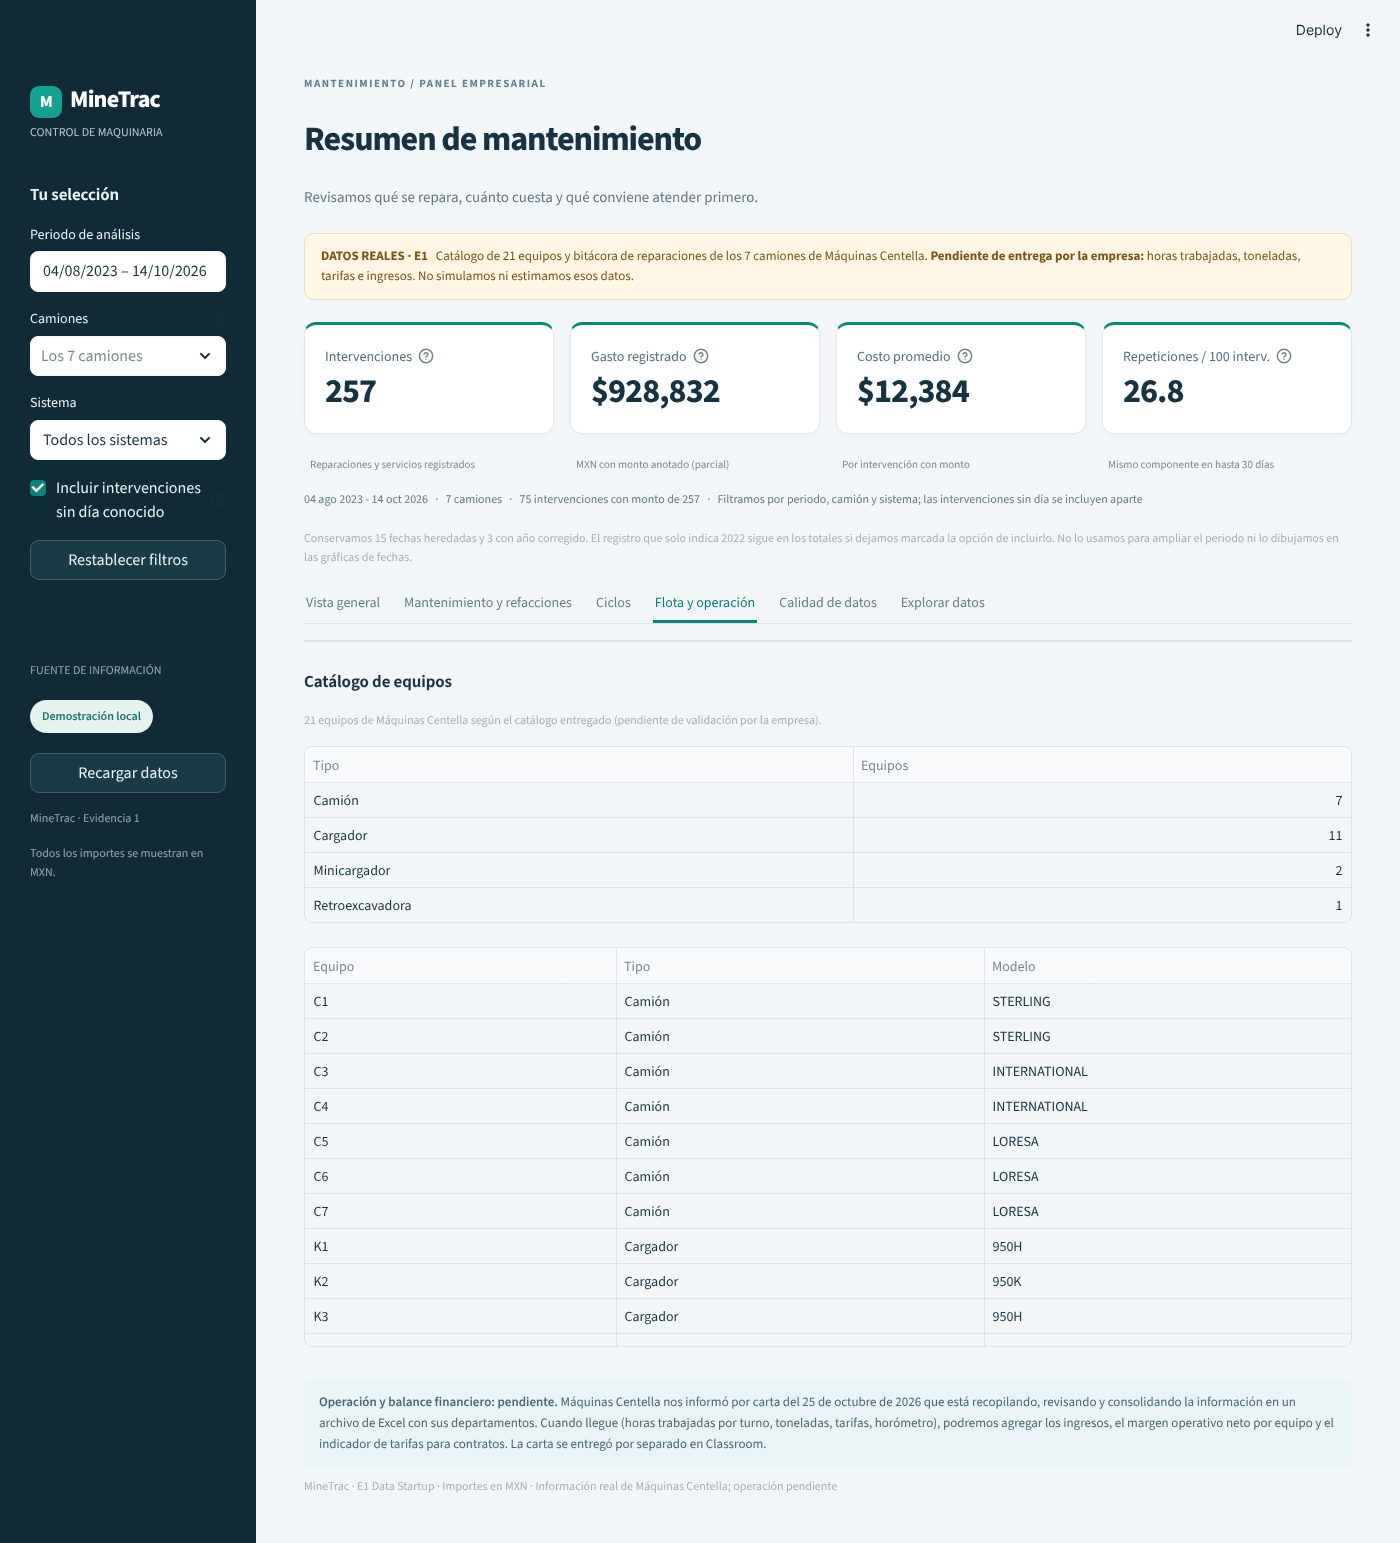 Deploy
M MineTrac
CONTROL DE MAQUINARIA
Tu selección
Periodo de análisis
04/08/2023 – 14/10/2026
Camiones
Los 7 camiones
Sistema
Todos los sistemas
Incluir intervenciones
sin día conocido
Restablecer filtros
FUENTE DE INFORMACIÓN
Demostración local
Recargar datos
MineTrac · Evidencia 1
Todos los importes se muestran en
MXN.
MANTENIMIENTO / PANEL EMPRESARIAL
Resumen de mantenimiento
Revisamos qué se repara, cuánto cuesta y qué conviene atender primero.
DATOS REALES · E1 Catálogo de 21 equipos y bitácora de reparaciones de los 7 camiones de Máquinas Centella. Pendiente de entrega por la empresa: horas trabajadas, toneladas,
tarifas e ingresos. No simulamos ni estimamos esos datos.
Intervenciones
257
Reparaciones y servicios registrados
Gasto registrado
$928,832
MXN con monto anotado (parcial)
Costo promedio
$12,384
Por intervención con monto
Repeticiones / 100 interv.
26.8
Mismo componente en hasta 30 días
04 ago 2023 - 14 oct 2026 · 7 camiones · 75 intervenciones con monto de 257 · Filtramos por periodo, camión y sistema; las intervenciones sin día se incluyen aparte
Conservamos 15 fechas heredadas y 3 con año corregido. El registro que solo indica 2022 sigue en los totales si dejamos marcada la opción de incluirlo. No lo usamos para ampliar el periodo ni lo dibujamos en
las gráficas de fechas.
Vista general Mantenimiento y refacciones Ciclos Flota y operación Calidad de datos Explorar datos
Catálogo de equipos
21 equipos de Máquinas Centella según el catálogo entregado (pendiente de validación por la empresa).
Tipo Equipos
Camión 7
Cargador 11
Minicargador 2
Retroexcavadora 1
Equipo Tipo Modelo
C1 Camión STERLING
C2 Camión STERLING
C3 Camión INTERNATIONAL
C4 Camión INTERNATIONAL
C5 Camión LORESA
C6 Camión LORESA
C7 Camión LORESA
K1 Cargador 950H
K2 Cargador 950K
K3 Cargador 950H
Operación y balance financiero: pendiente. Máquinas Centella nos informó por carta del 25 de octubre de 2026 que está recopilando, revisando y consolidando la información en un
archivo de Excel con sus departamentos. Cuando llegue (horas trabajadas por turno, toneladas, tarifas, horómetro), podremos agregar los ingresos, el margen operativo neto por equipo y el
indicador de tarifas para contratos. La carta se entregó por separado en Classroom.
MineTrac · E1 Data Startup · Importes en MXN · Información real de Máquinas Centella; operación pendiente